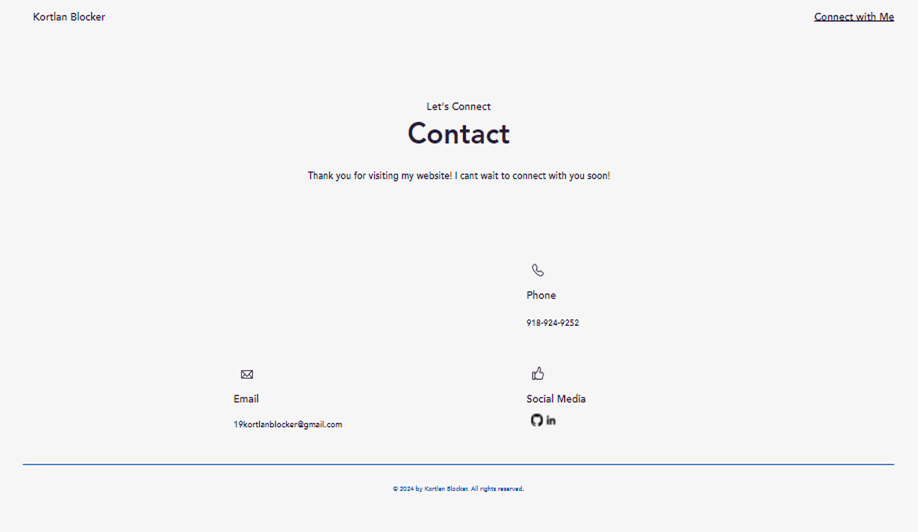 Kortlan Blocker
Connect with Me
Let's Connect
Contact
Thank you for visiting my website! I cant wait to connect with you soon!
Phone
918-924-9252
Email
19kortlanblocker@gmail.com
Social Media
in
© 2024 by Kortlan Blocker. All rights reserved.